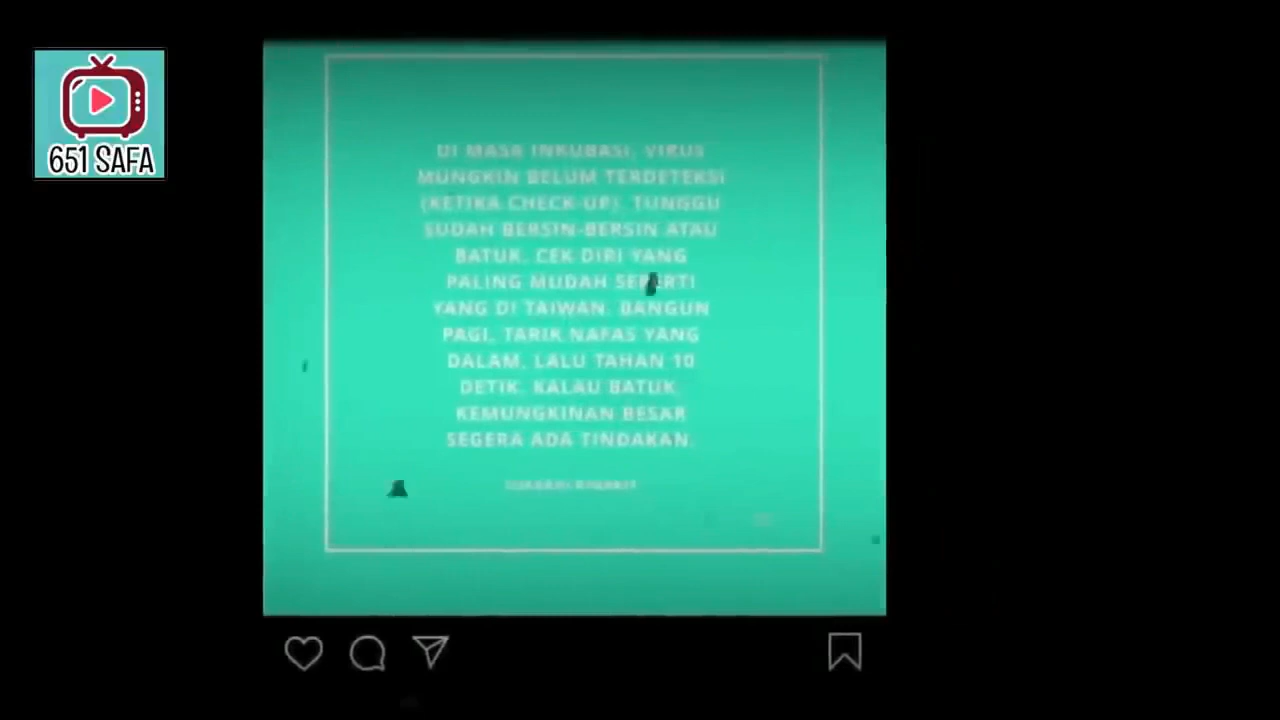 651 SAFA
DI MASA INKUBASI, VIRUS
MUNGKIN BELUM TERDETEKSI
(KETIKA CHECK-UP). TUNGGU
SUDAH BERSIN-BERSIN ATAU
BATUK. CEK DIRI YANG
PALING MUDAH SEPERTI
YANG DI TAIWAN. BANGUN
PAGI, TARIK NAFAS YANG
DALAM, LALU TAHAN 10
DETIK. KALAU BATUK,
KEMUNGKINAN BESAR
SEGERA ADA TINDAKAN.